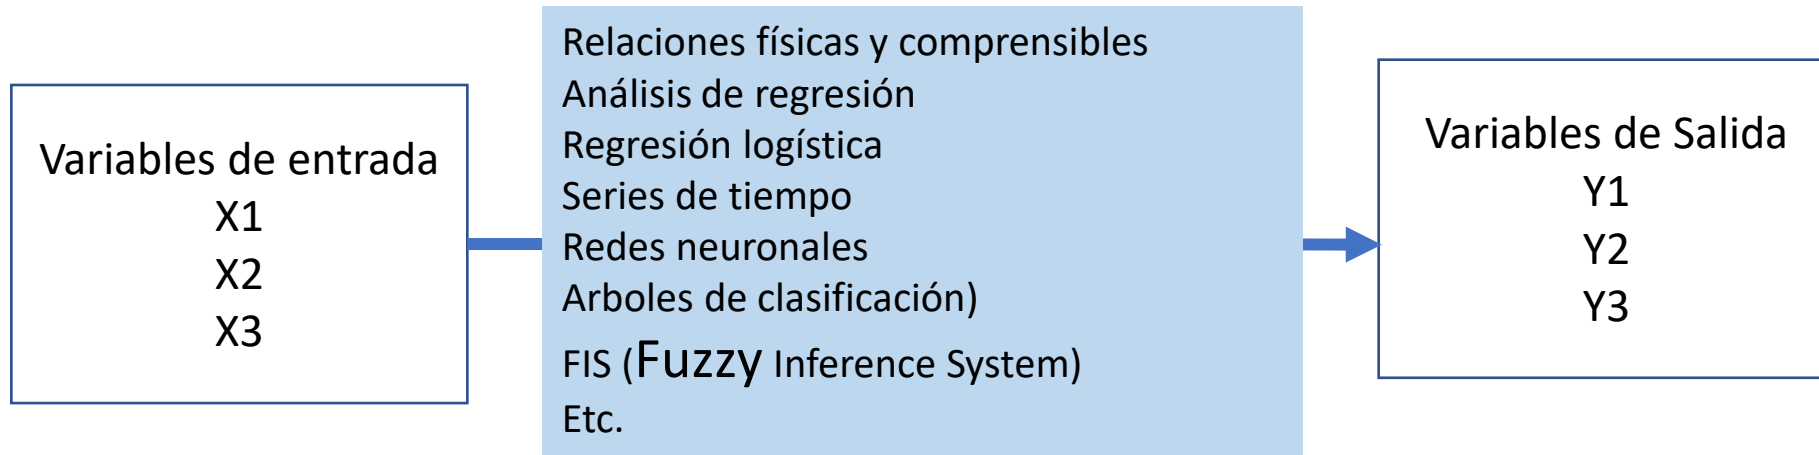 Variables de entrada
X1
X2
X3
Relaciones físicas y comprensibles
Análisis de regresión
Regresión logística
Series de tiempo
Redes neuronales
Arboles de clasificación)
FIS (Fuzzy Inference System)
Etc.
Variables de Salida
Y1
Y2
Y3